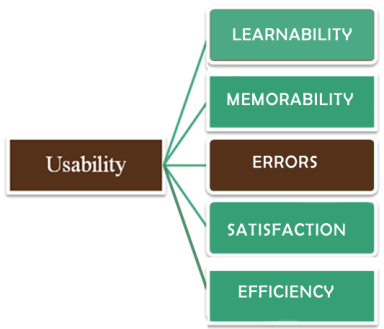 LEARNABILITY
MEMORABILITY
Usability
ERRORS
SATISFACTION
EFFICIENCY